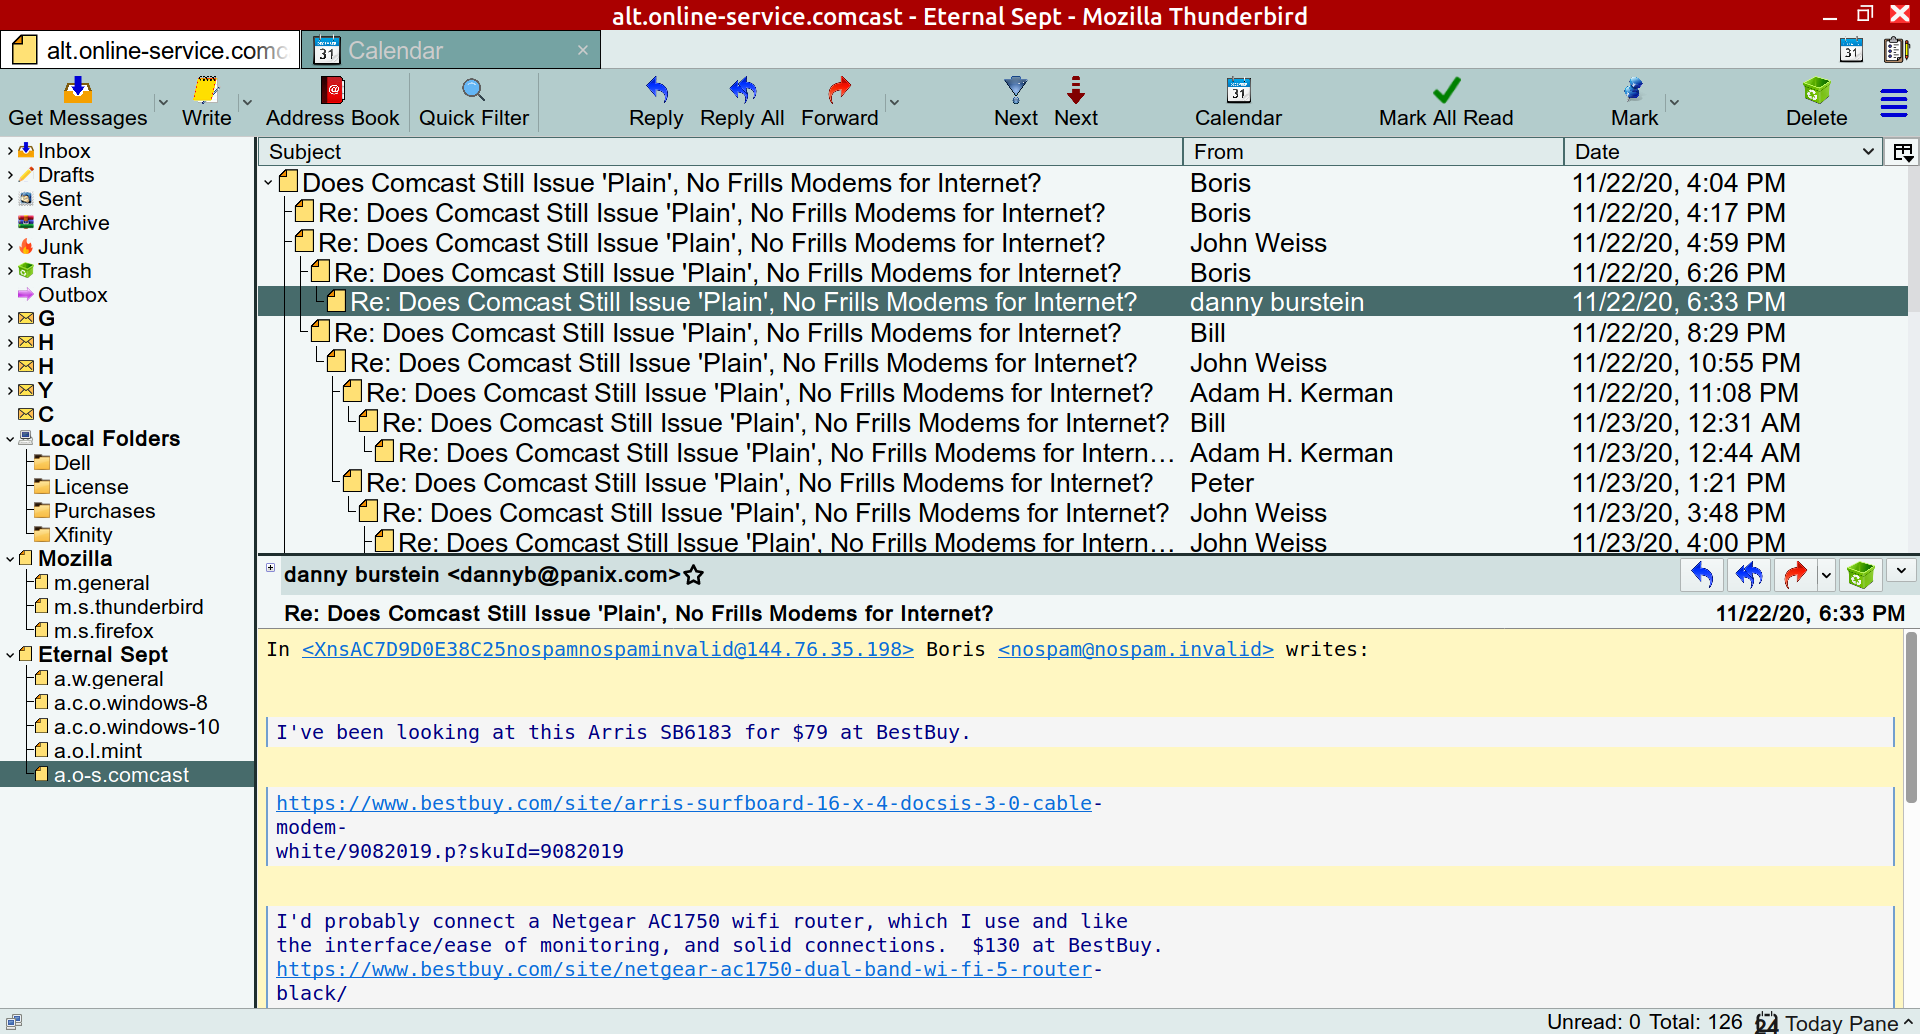 alt.online-service.comcast - Eternal Sept - Mozilla Thunderbird
alt.online-service.comc
31 Calendar ×
31
Get Messages Write Address Book Quick Filter Reply Reply All Forward Next Next Calendar Mark All Read Mark Delete
Inbox
Drafts
Sent
Archive
Junk
Trash
Outbox
G
H
H
Y
C
Local Folders
Dell
License
Purchases
Xfinity
Mozilla
m.general
m.s.thunderbird
m.s.firefox
Eternal Sept
a.w.general
a.c.o.windows-8
a.c.o.windows-10
a.o.l.mint
a.o-s.comcast
Subject From Date
Does Comcast Still Issue 'Plain', No Frills Modems for Internet? Boris 11/22/20, 4:04 PM
Re: Does Comcast Still Issue 'Plain', No Frills Modems for Internet? Boris 11/22/20, 4:17 PM
Re: Does Comcast Still Issue 'Plain', No Frills Modems for Internet? John Weiss 11/22/20, 4:59 PM
Re: Does Comcast Still Issue 'Plain', No Frills Modems for Internet? Boris 11/22/20, 6:26 PM
Re: Does Comcast Still Issue 'Plain', No Frills Modems for Internet? danny burstein 11/22/20, 6:33 PM
Re: Does Comcast Still Issue 'Plain', No Frills Modems for Internet? Bill 11/22/20, 8:29 PM
Re: Does Comcast Still Issue 'Plain', No Frills Modems for Internet? John Weiss 11/22/20, 10:55 PM
Re: Does Comcast Still Issue 'Plain', No Frills Modems for Internet? Adam H. Kerman 11/22/20, 11:08 PM
Re: Does Comcast Still Issue 'Plain', No Frills Modems for Internet? Bill 11/23/20, 12:31 AM
Re: Does Comcast Still Issue 'Plain', No Frills Modems for Intern… Adam H. Kerman 11/23/20, 12:44 AM
Re: Does Comcast Still Issue 'Plain', No Frills Modems for Internet? Peter 11/23/20, 1:21 PM
Re: Does Comcast Still Issue 'Plain', No Frills Modems for Internet? John Weiss 11/23/20, 3:48 PM
Re: Does Comcast Still Issue 'Plain', No Frills Modems for Intern… John Weiss 11/23/20, 4:00 PM
danny burstein <dannyb@panix.com>
Re: Does Comcast Still Issue 'Plain', No Frills Modems for Internet? 11/22/20, 6:33 PM
In <XnsAC7D9D0E38C25nospamnospaminvalid@144.76.35.198> Boris <nospam@nospam.invalid> writes:
I've been looking at this Arris SB6183 for $79 at BestBuy.
https://www.bestbuy.com/site/arris-surfboard-16-x-4-docsis-3-0-cable-
modem-
white/9082019.p?skuId=9082019
I'd probably connect a Netgear AC1750 wifi router, which I use and like
the interface/ease of monitoring, and solid connections.  $130 at BestBuy.
https://www.bestbuy.com/site/netgear-ac1750-dual-band-wi-fi-5-router-
black/
Unread: 0 Total: 126 24 Today Pane